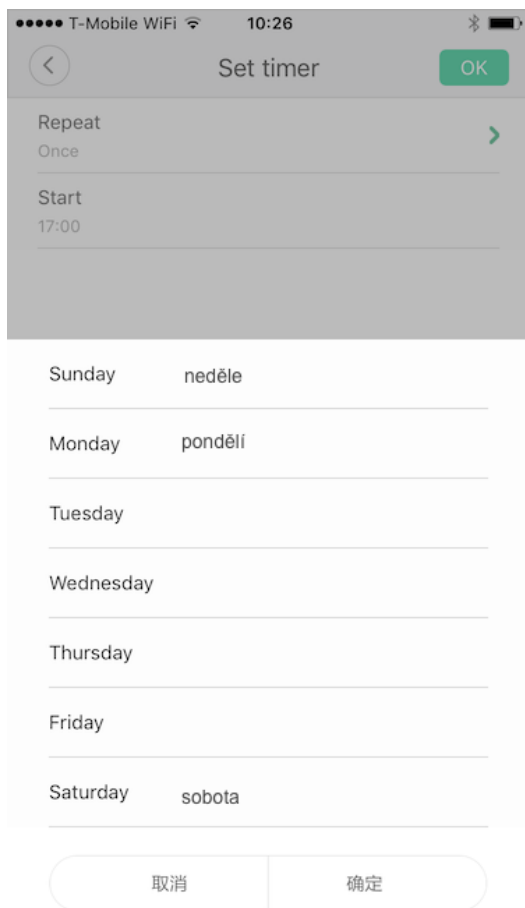 T-Mobile WiFi 10:26
Set timer OK
Repeat
Once
Start
17:00
Sunday neděle
Monday pondělí
Tuesday
Wednesday
Thursday
Friday
Saturday sobota
取消 确定